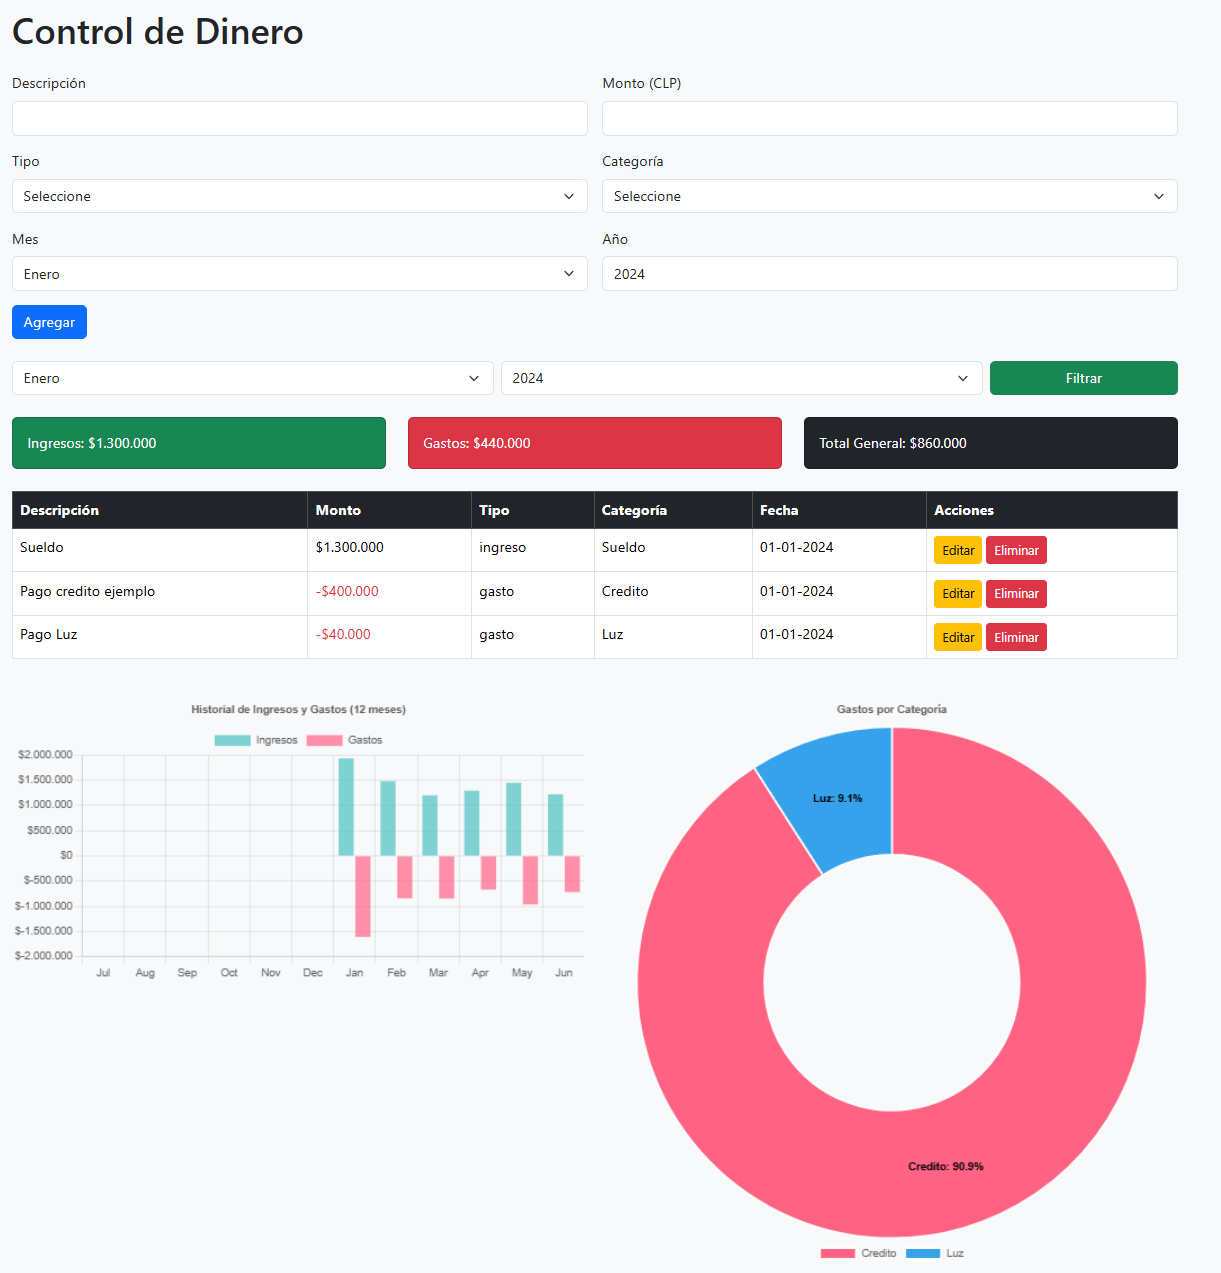 Control de Dinero
Descripción Monto (CLP)
Tipo Categoría
Seleccione Seleccione
Mes Año
Enero 2024
Agregar
Enero 2024 Filtrar
Ingresos: $1.300.000 Gastos: $440.000 Total General: $860.000
Descripción Monto Tipo Categoría Fecha Acciones
Sueldo $1.300.000 ingreso Sueldo 01-01-2024 Editar Eliminar
Pago credito ejemplo -$400.000 gasto Credito 01-01-2024 Editar Eliminar
Pago Luz -$40.000 gasto Luz 01-01-2024 Editar Eliminar
Historial de Ingresos y Gastos (12 meses)
Ingresos Gastos
$2.000.000
$1.500.000
$1.000.000
$500.000
$0
$-500.000
$-1.000.000
$-1.500.000
$-2.000.000
Jul Aug Sep Oct Nov Dec Jan Feb Mar Apr May Jun
Gastos por Categoría
Luz: 9.1%
Credito: 90.9%
Credito Luz